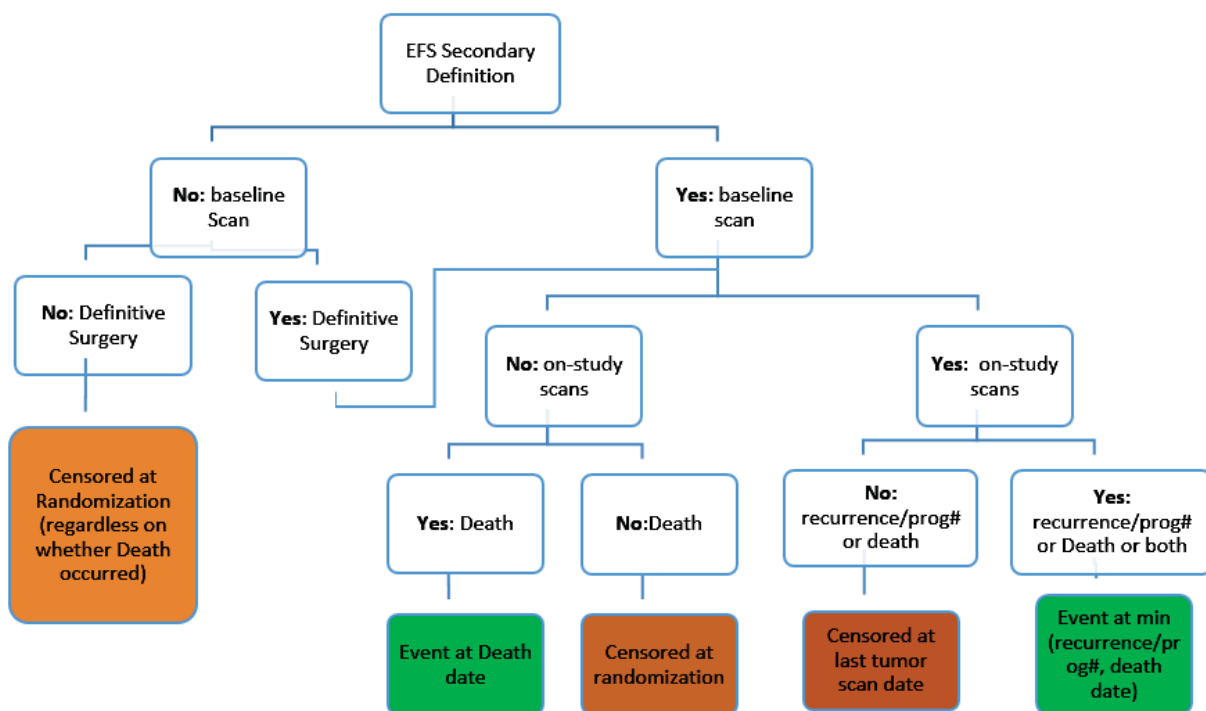 EFS Secondary
Definition
No: baseline
Scan
Yes: baseline
scan
No: Definitive
Surgery
Yes: Definitive
Surgery
No: on-study
scans
Yes: on-study
scans
Censored at
Randomization
(regardless on
whether Death
occurred)
Yes: Death
No:Death
No:
recurrence/prog#
or death
Yes:
recurrence/prog#
or Death or both
Event at Death
date
Censored at
randomization
Censored at
last tumor
scan date
Event at min
(recurrence/pr
og#, death
date)